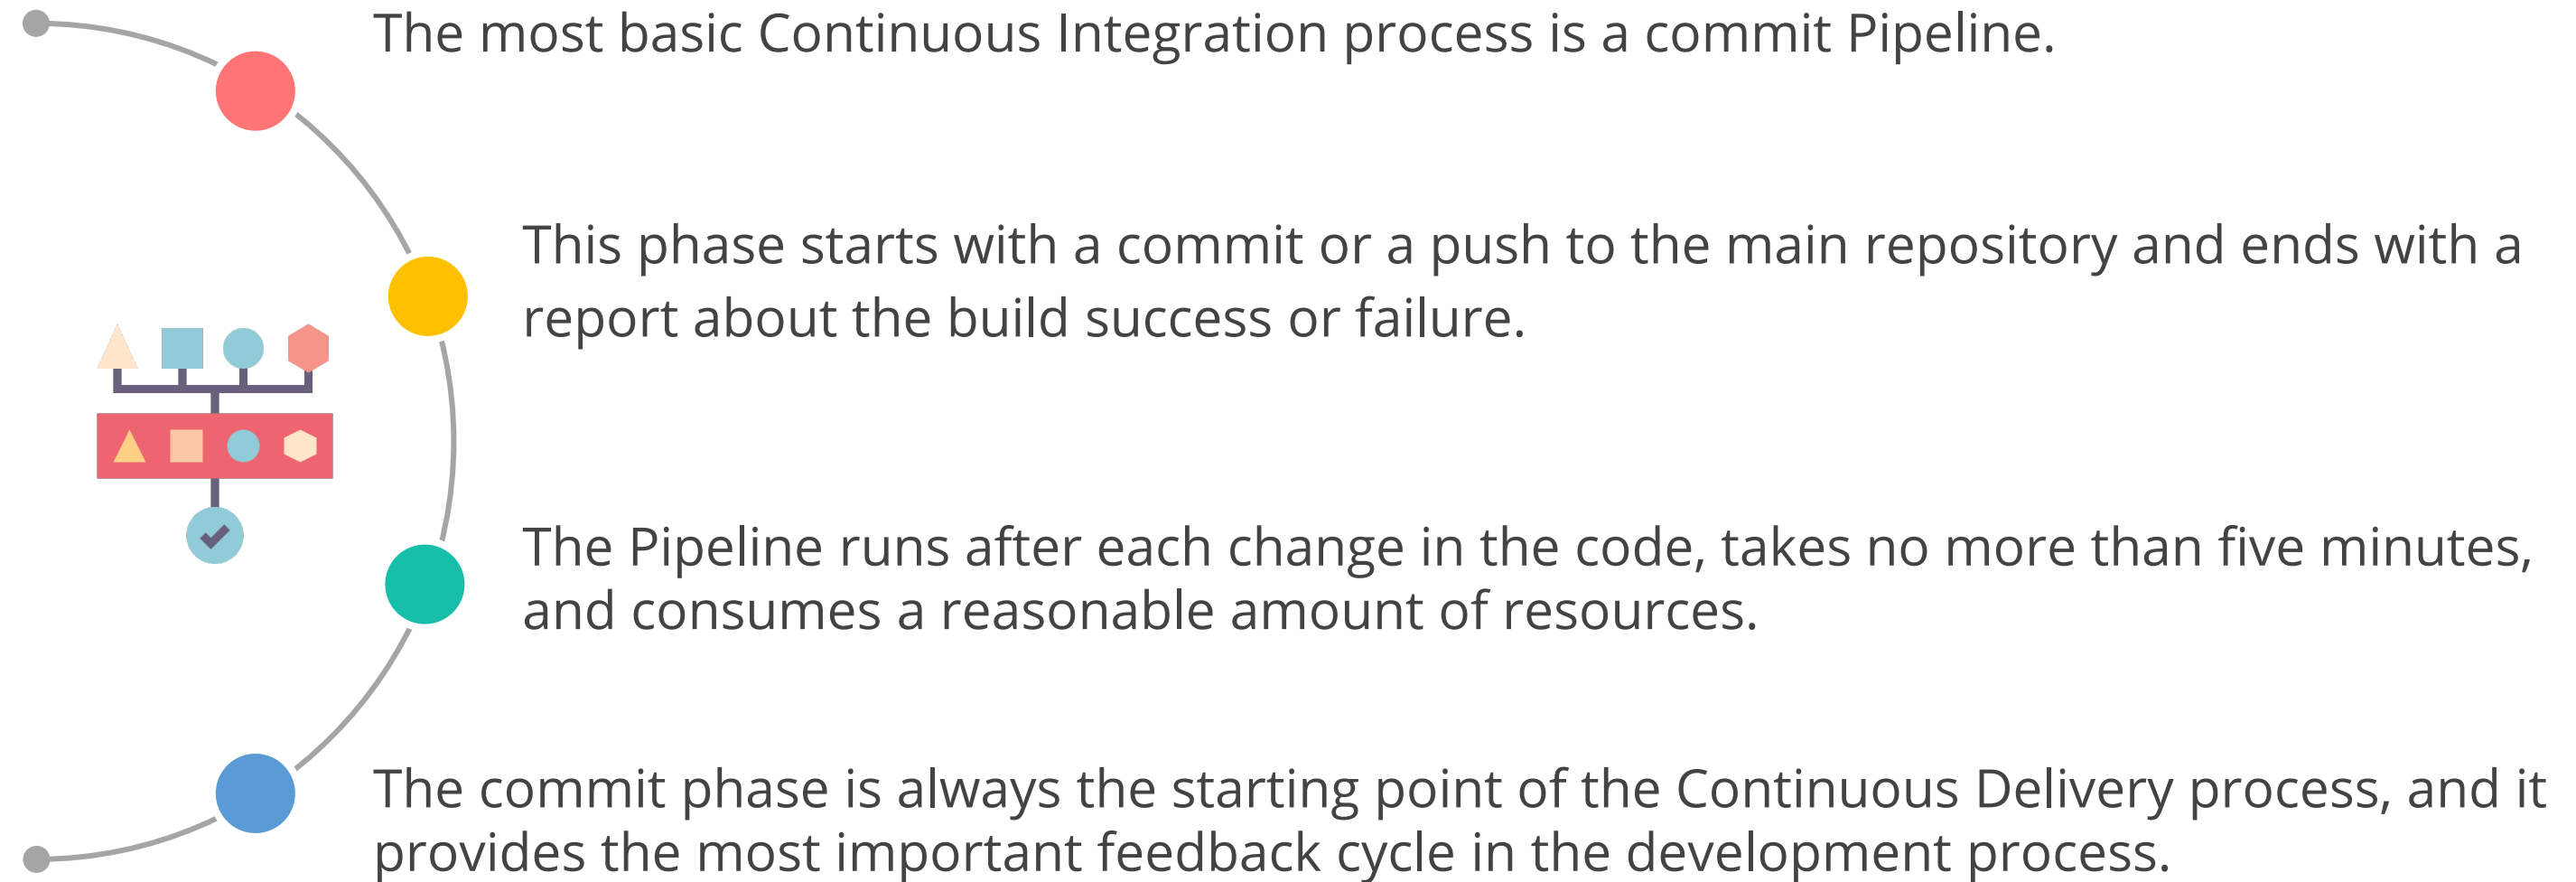 The most basic Continuous Integration process is a commit Pipeline.
This phase starts with a commit or a push to the main repository and ends with a
report about the build success or failure.
The Pipeline runs after each change in the code, takes no more than five minutes,
and consumes a reasonable amount of resources.
The commit phase is always the starting point of the Continuous Delivery process, and it
provides the most important feedback cycle in the development process.